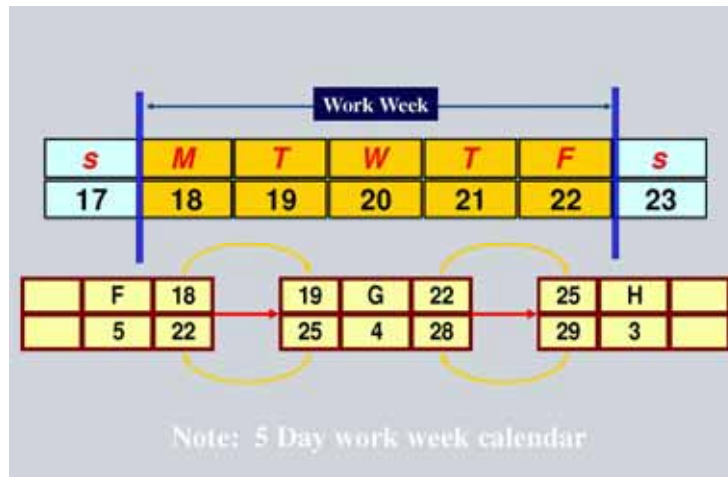 Work Week
s M T W T F s
17 18 19 20 21 22 23
F 18 19 G 22 25 H
5 22 25 4 28 29 3
Note: 5 Day work week calendar